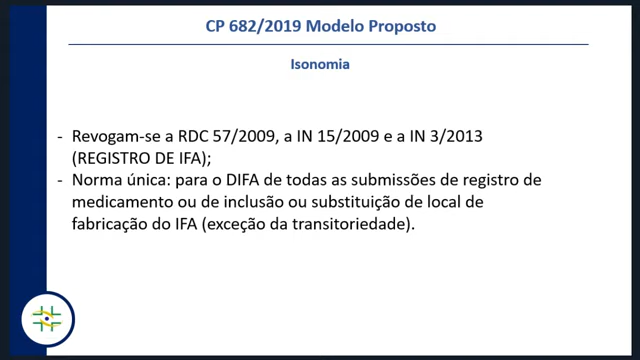 CP 682/2019 Modelo Proposto
Isonomia
- Revogam-se a RDC 57/2009, a IN 15/2009 e a IN 3/2013
(REGISTRO DE IFA);
- Norma única: para o DIFA de todas as submissões de registro de
medicamento ou de inclusão ou substituição de local de
fabricação do IFA (exceção da transitoriedade).